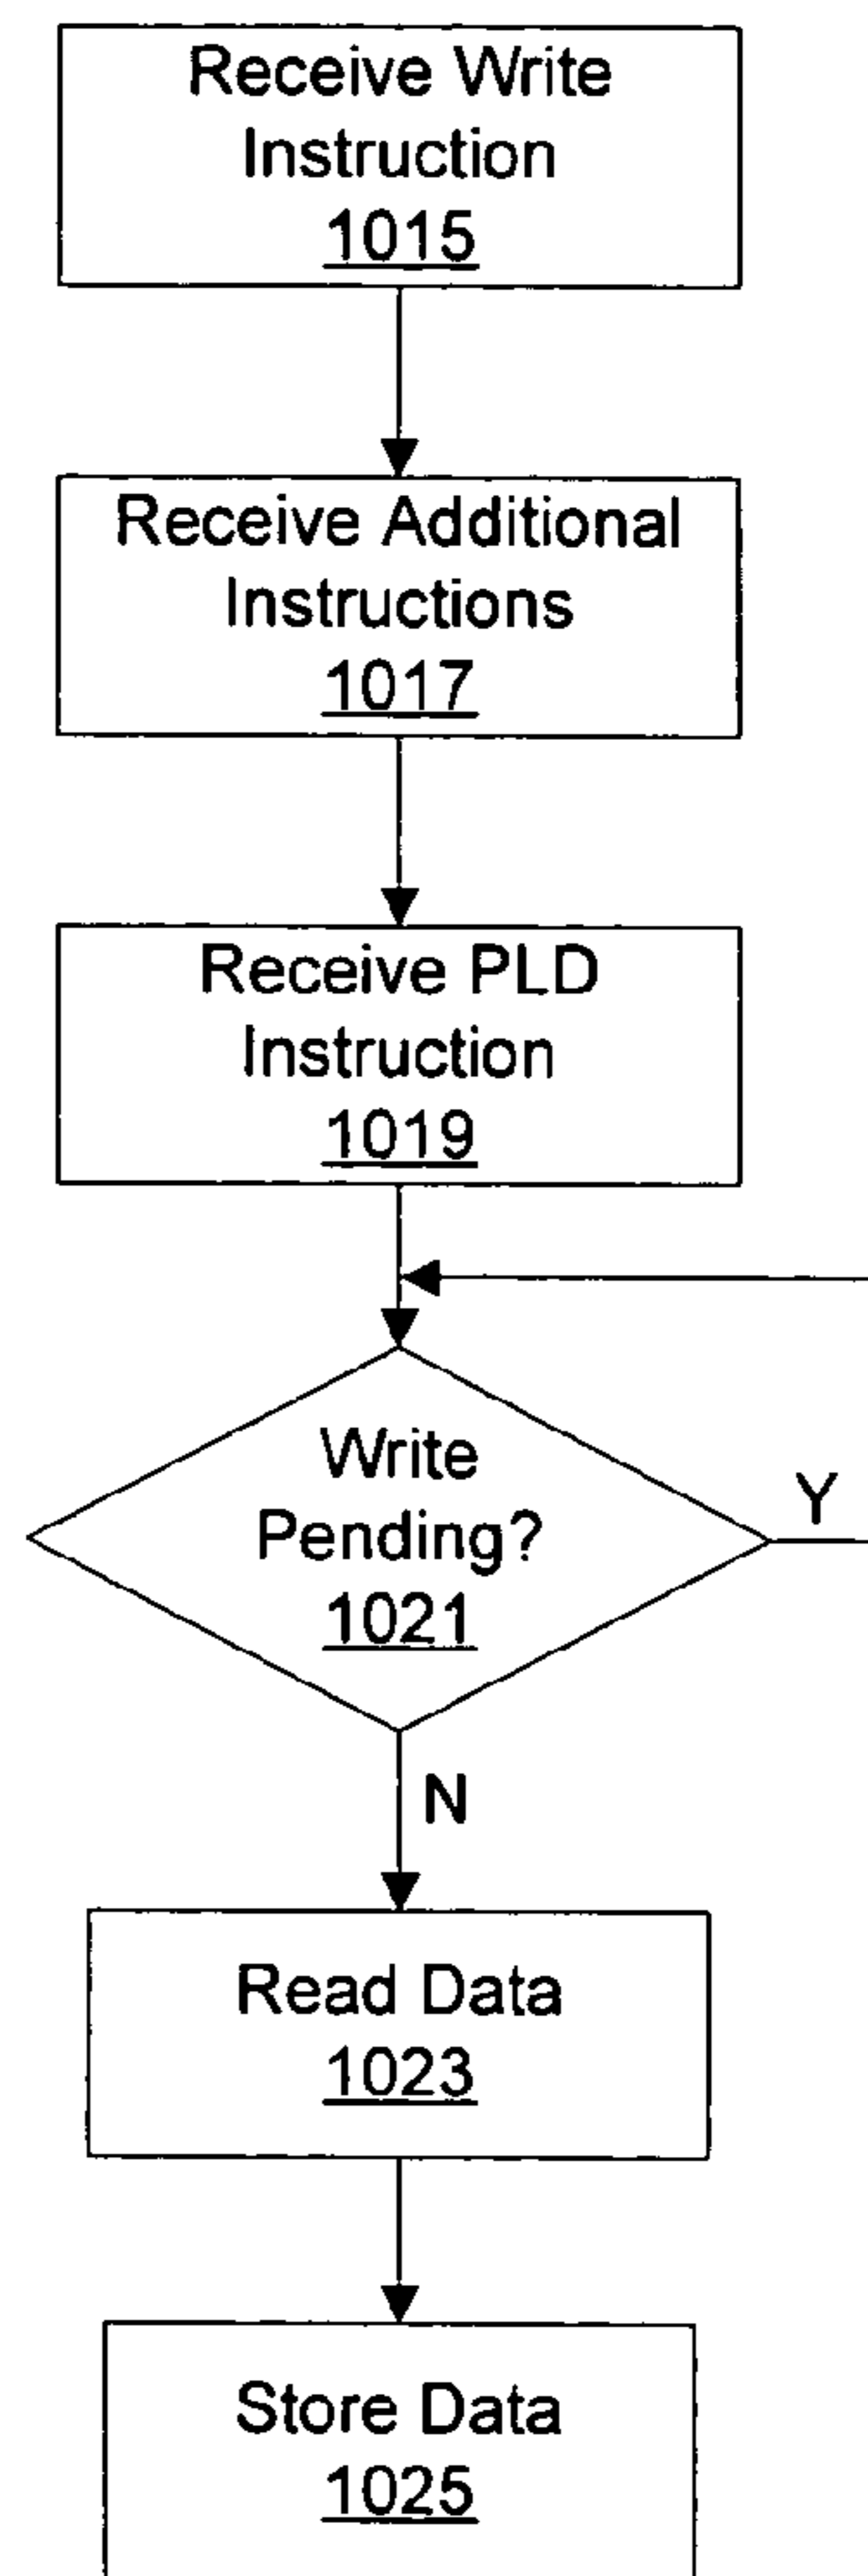 Receive Write
Instruction
1015
Receive Additional
Instructions
1017
Receive PLD
Instruction
1019
Write
Pending?
1021
Y
N
Read Data
1023
Store Data
1025